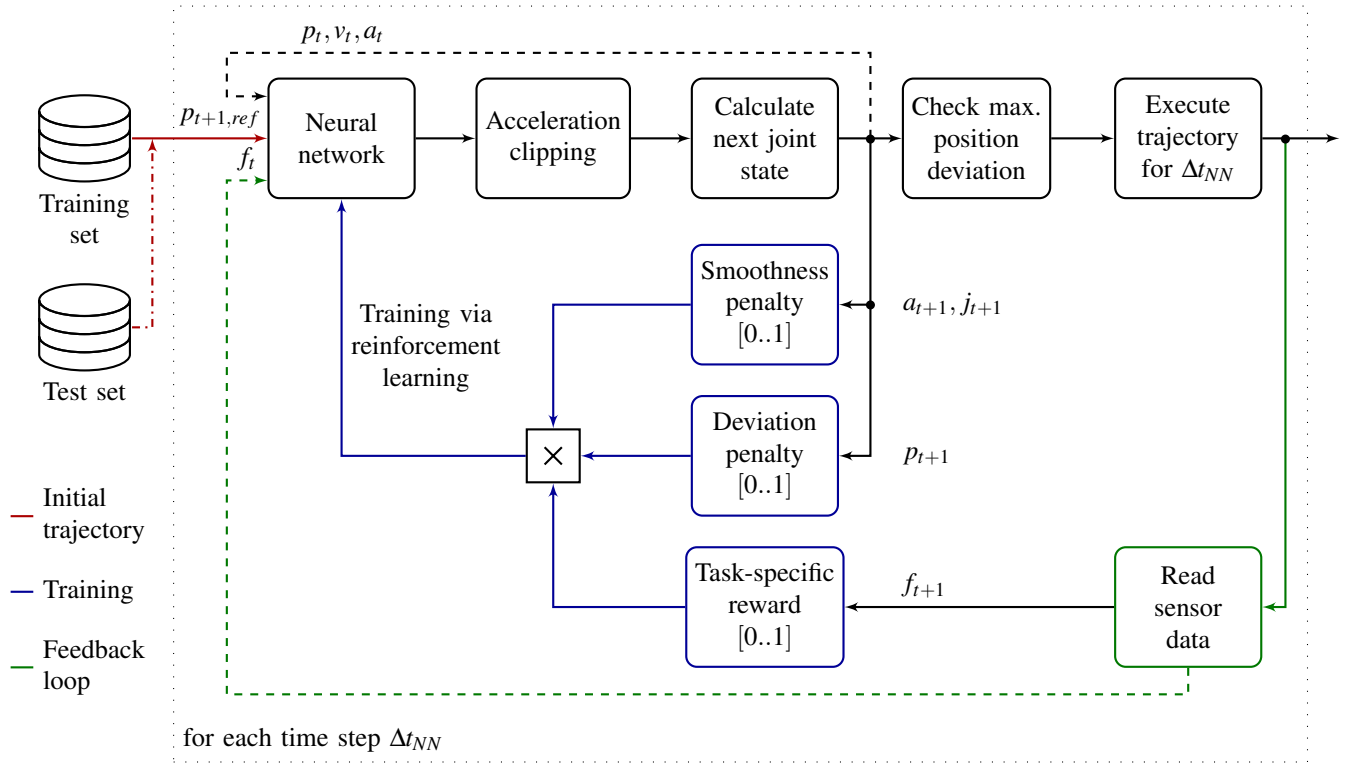 p_t, v_t, a_t
p_{t+1,ref}
f_t
Neural
network
Acceleration
clipping
Calculate
next joint
state
Check max.
position
deviation
Execute
trajectory
for Δt_{NN}
Training
set
Test set
Training via
reinforcement
learning
Smoothness
penalty
[0..1]
a_{t+1}, j_{t+1}
×
Deviation
penalty
[0..1]
p_{t+1}
Task-specific
reward
[0..1]
f_{t+1}
Read
sensor
data
Initial
trajectory
Training
Feedback
loop
for each time step Δt_{NN}